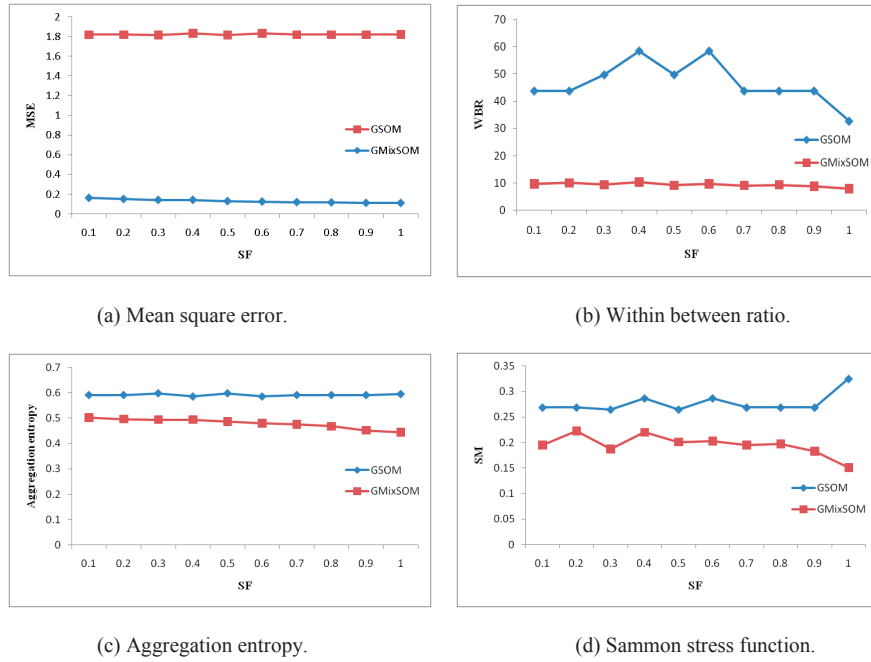 2
1.8
1.6
1.4
1.2
1
0.8
0.6
0.4
0.2
0
MSE
GSOM
GMixSOM
0.1 0.2 0.3 0.4 0.5 0.6 0.7 0.8 0.9 1
SF
(a) Mean square error.
70
60
50
40
30
20
10
0
WBR
GSOM
GMixSOM
0.1 0.2 0.3 0.4 0.5 0.6 0.7 0.8 0.9 1
SF
(b) Within between ratio.
0.7
0.6
0.5
0.4
0.3
0.2
0.1
0
Aggregation entropy
GSOM
GMixSOM
0.1 0.2 0.3 0.4 0.5 0.6 0.7 0.8 0.9 1
SF
(c) Aggregation entropy.
0.35
0.3
0.25
0.2
0.15
0.1
0.05
0
SM
GSOM
GMixSOM
0.1 0.2 0.3 0.4 0.5 0.6 0.7 0.8 0.9 1
SF
(d) Sammon stress function.